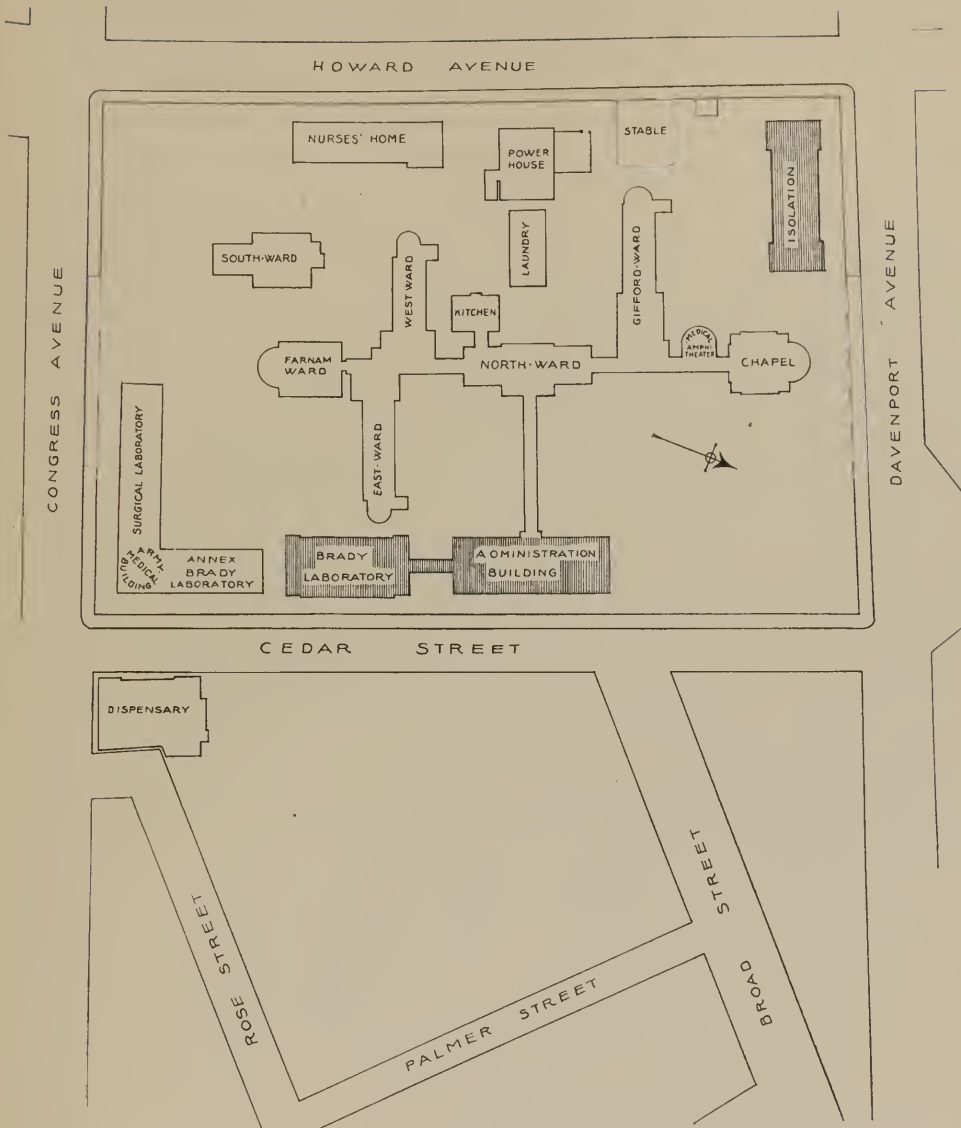 HOWARD AVENUE
NURSES' HOME
POWER
HOUSE
STABLE
ISOLATION
SOUTH·WARD
WEST WARD
LAUNDRY
GIFFORD·WARD
KITCHEN
FARNAM
WARD
NORTH·WARD
MEDICAL
AMPHI
THEATER
CHAPEL
CONGRESS AVENUE
DAVENPORT AVENUE
SURGICAL LABORATORY
EAST·WARD
ARMY
MEDICAL
BUILDING
ANNEX
BRADY
LABORATORY
BRADY
LABORATORY
ADMINISTRATION
BUILDING
CEDAR STREET
DISPENSARY
ROSE STREET
PALMER STREET
BROAD STREET